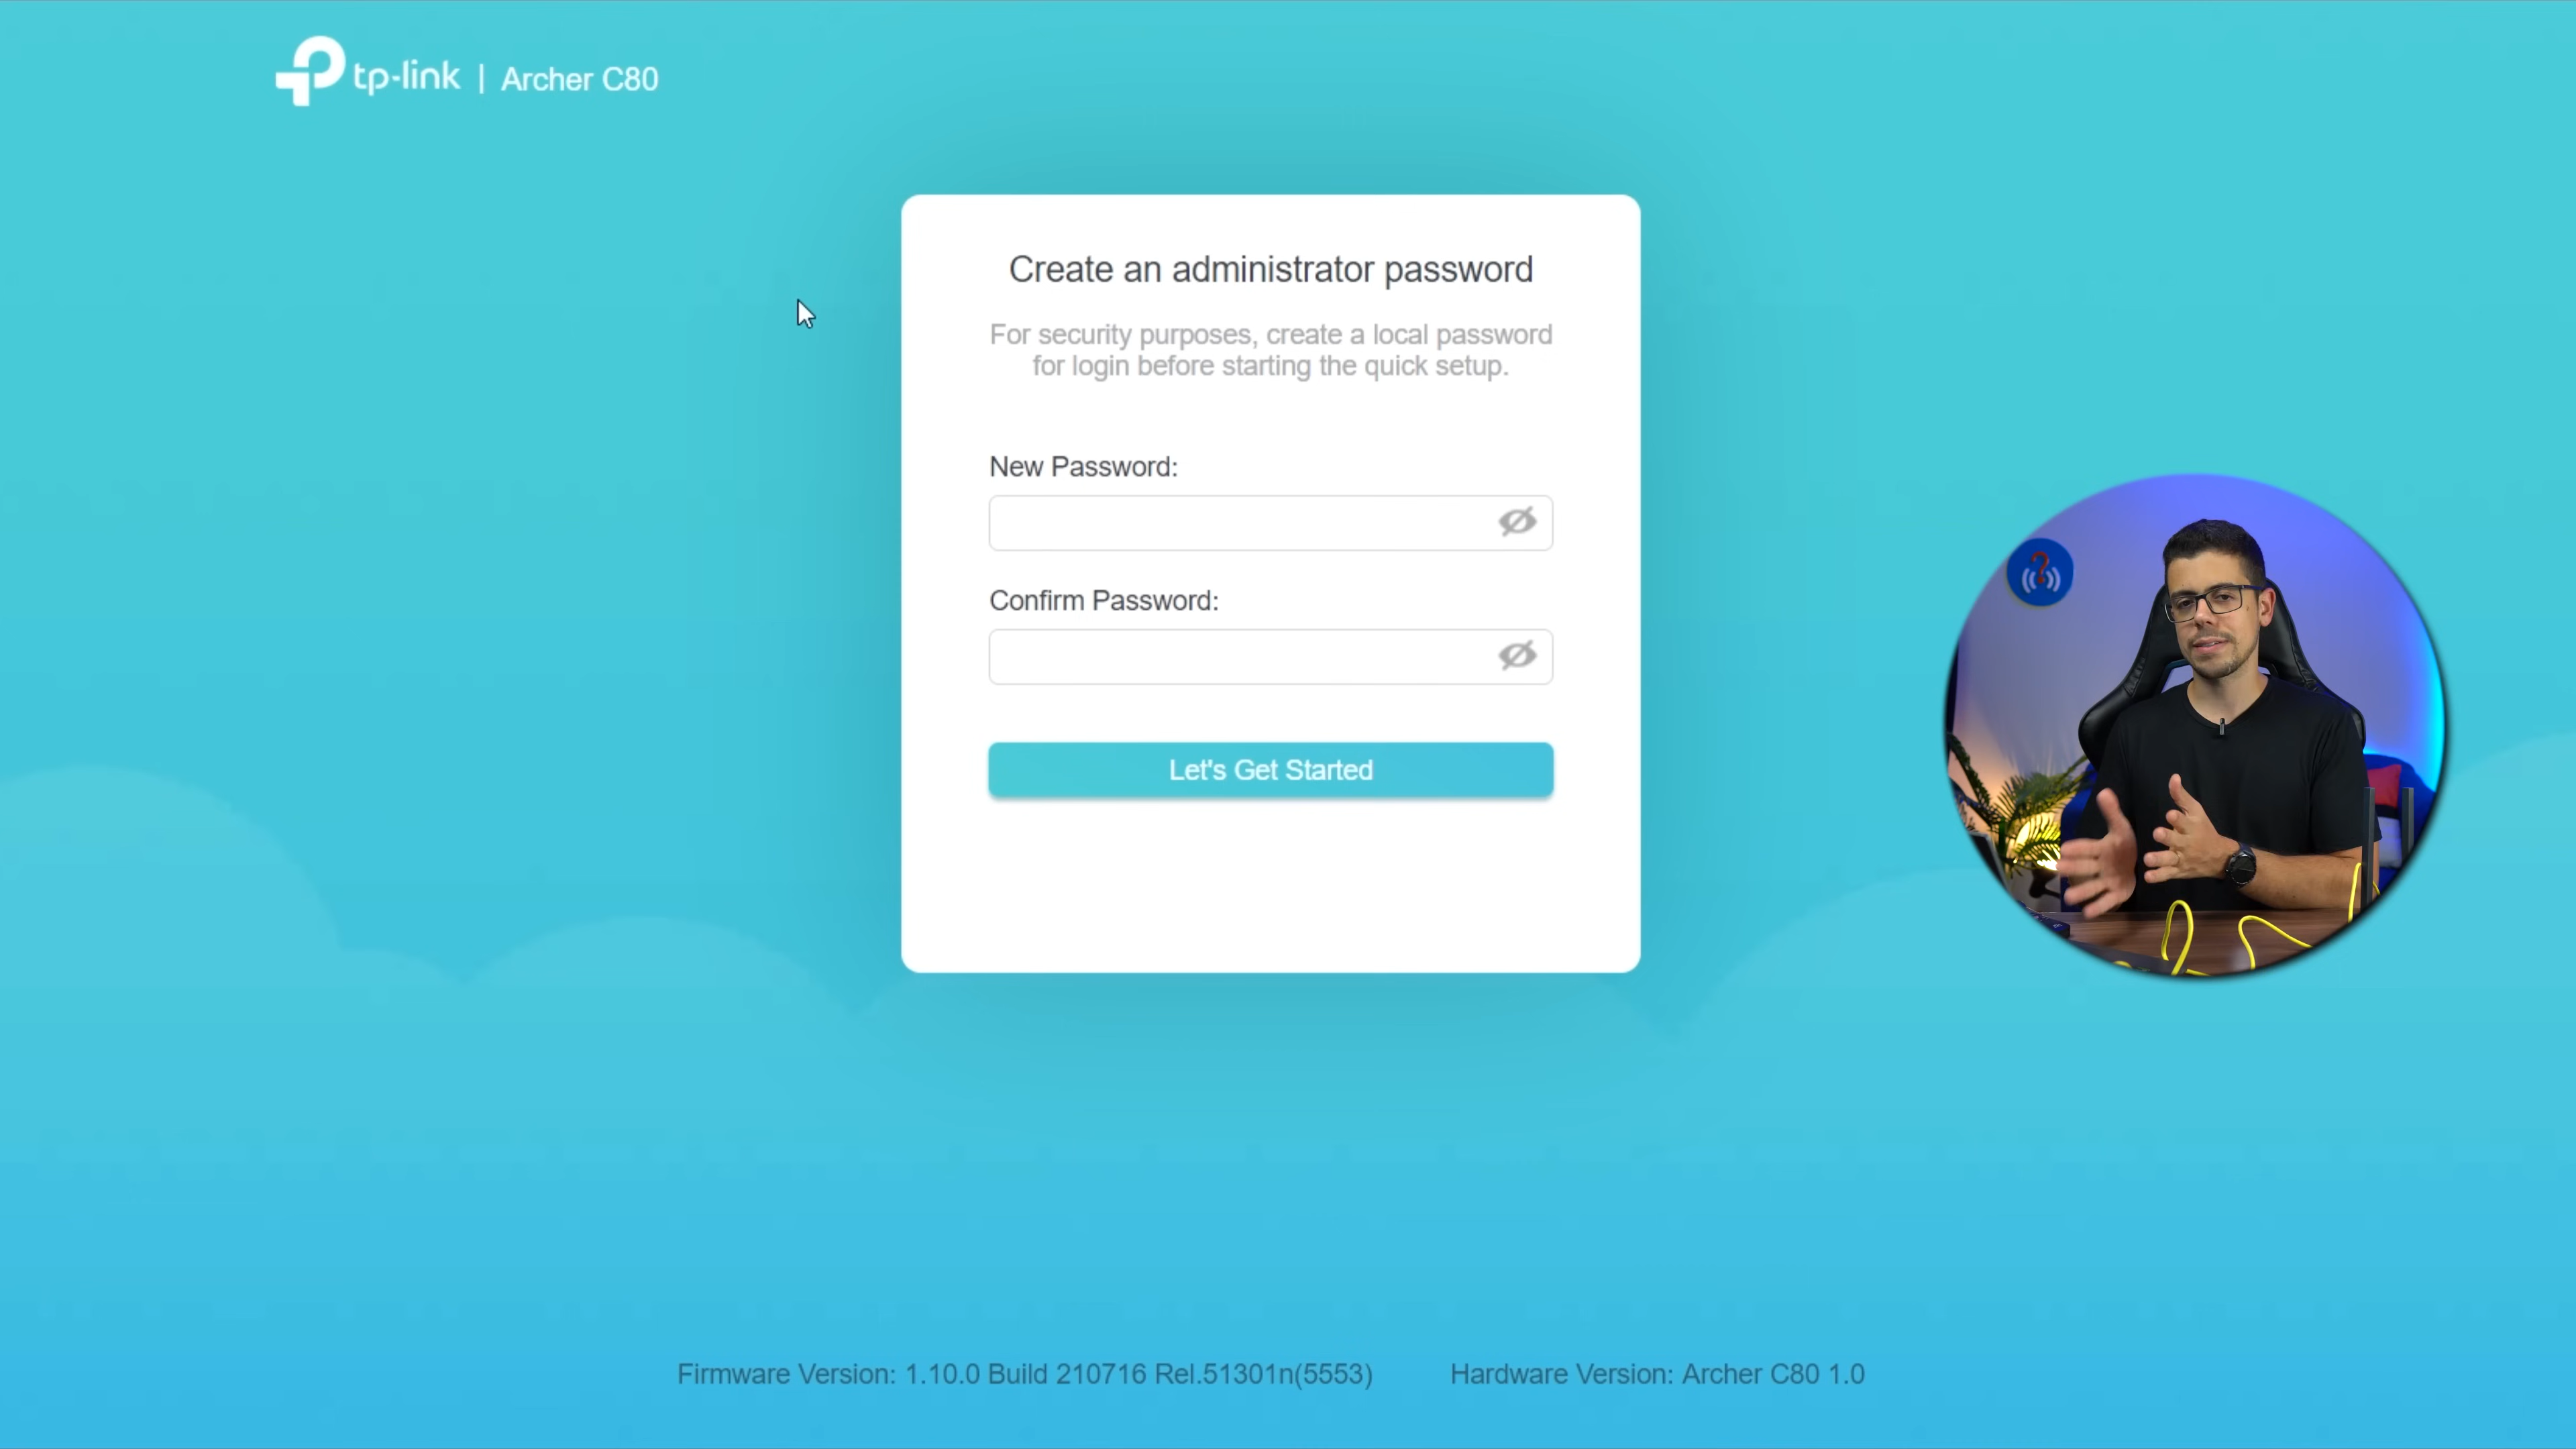 tp-link | Archer C80
Create an administrator password
For security purposes, create a local password
for login before starting the quick setup.
New Password:
Confirm Password:
Let's Get Started
Firmware Version: 1.10.0 Build 210716 Rel.51301n(5553) Hardware Version: Archer C80 1.0